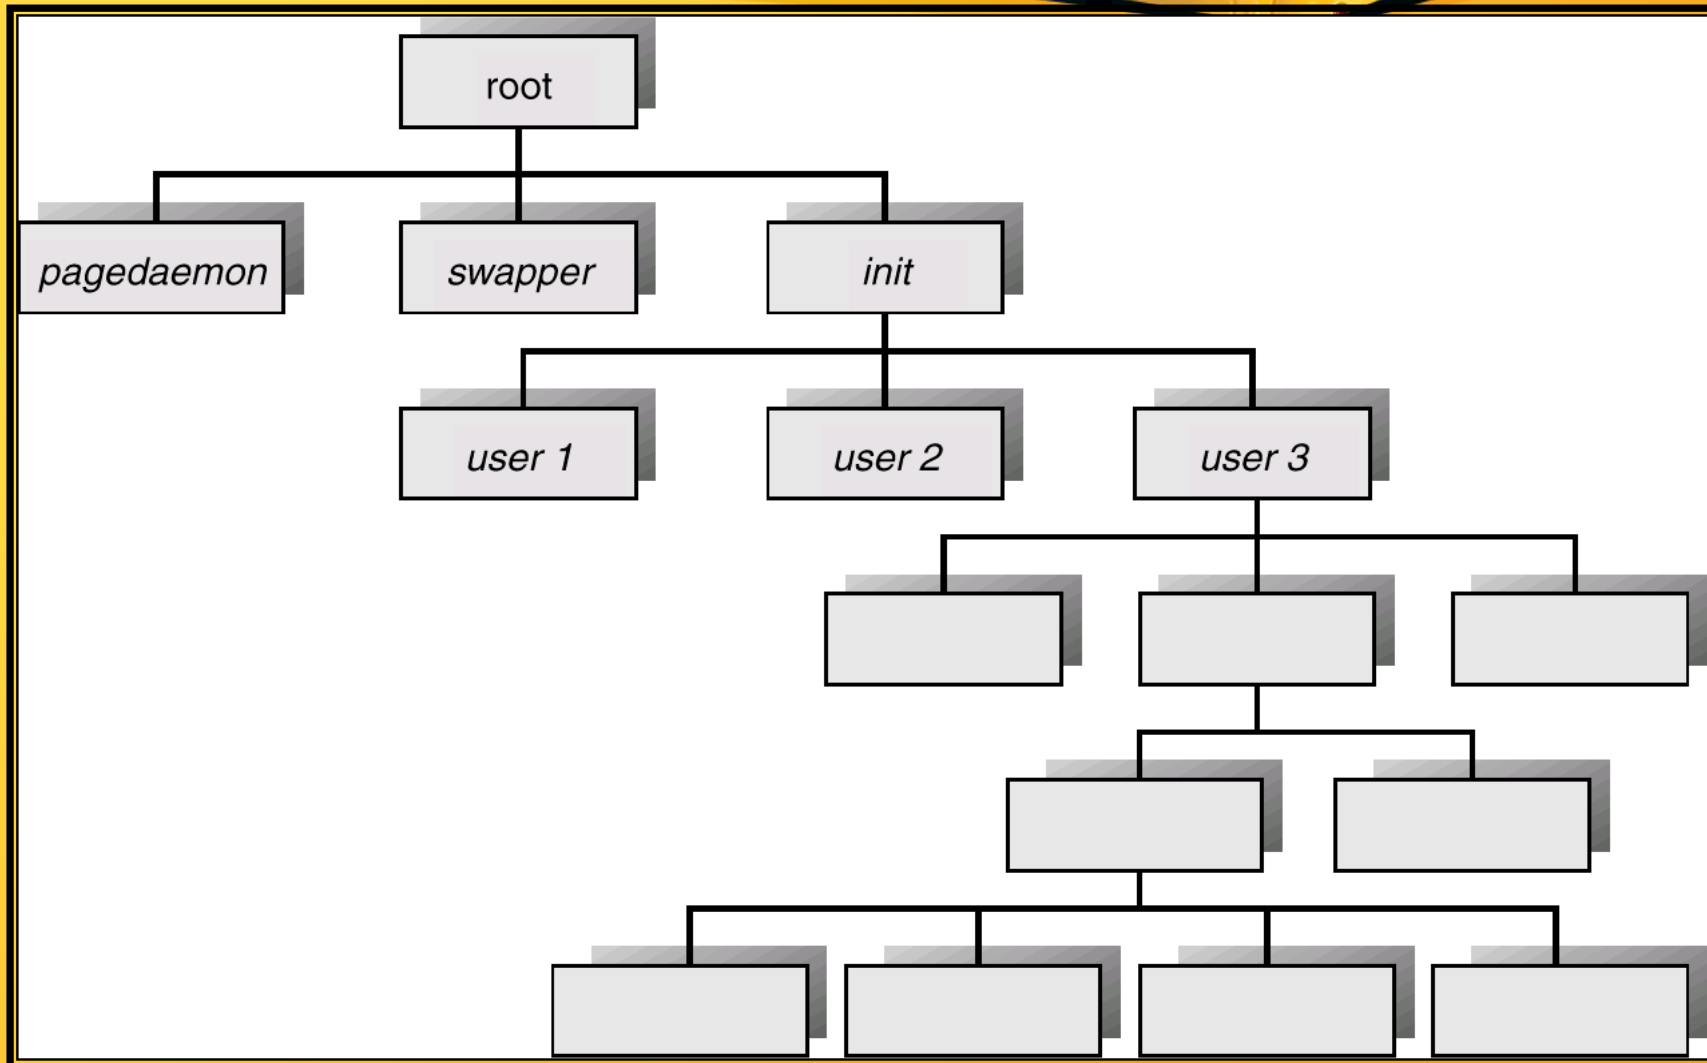 root
pagedaemon
swapper
init
user 1
user 2
user 3